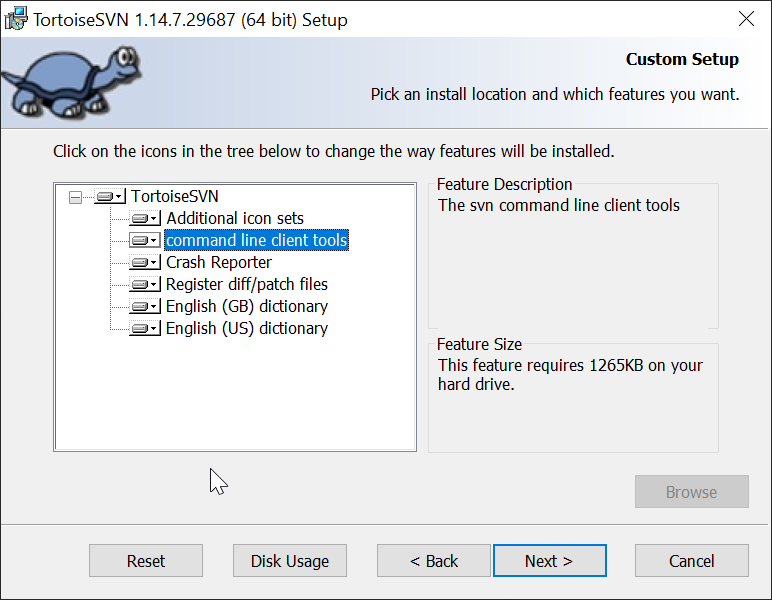 TortoiseSVN 1.14.7.29687 (64 bit) Setup
Custom Setup
Pick an install location and which features you want.
Click on the icons in the tree below to change the way features will be installed.
TortoiseSVN
Additional icon sets
command line client tools
Crash Reporter
Register diff/patch files
English (GB) dictionary
English (US) dictionary
Feature Description
The svn command line client tools
Feature Size
This feature requires 1265KB on your
hard drive.
Browse
Reset
Disk Usage
< Back
Next >
Cancel